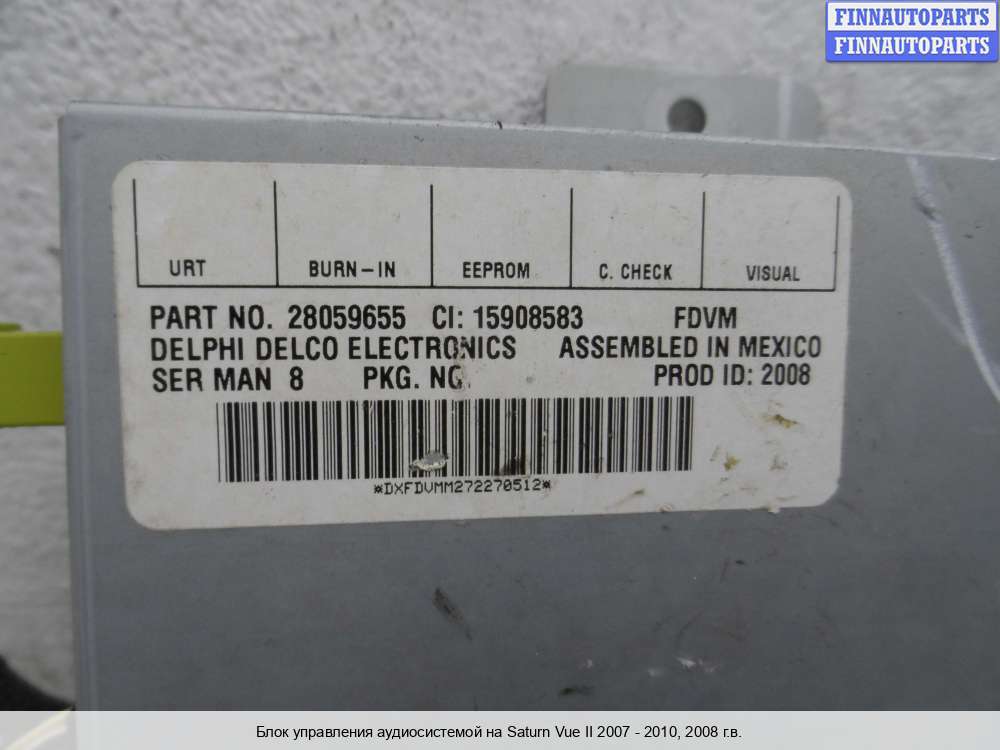 FINNAUTOPARTS
FINNAUTOPARTS
URT BURN-IN EEPROM C. CHECK VISUAL
PART NO. 28059655 CI: 15908583 FDVM
DELPHI DELCO ELECTRONICS ASSEMBLED IN MEXICO
SER MAN 8 PKG. NO. PROD ID: 2008
*DXFDVMM272270512*
Блок управления аудиосистемой на Saturn Vue II 2007 - 2010, 2008 г.в.